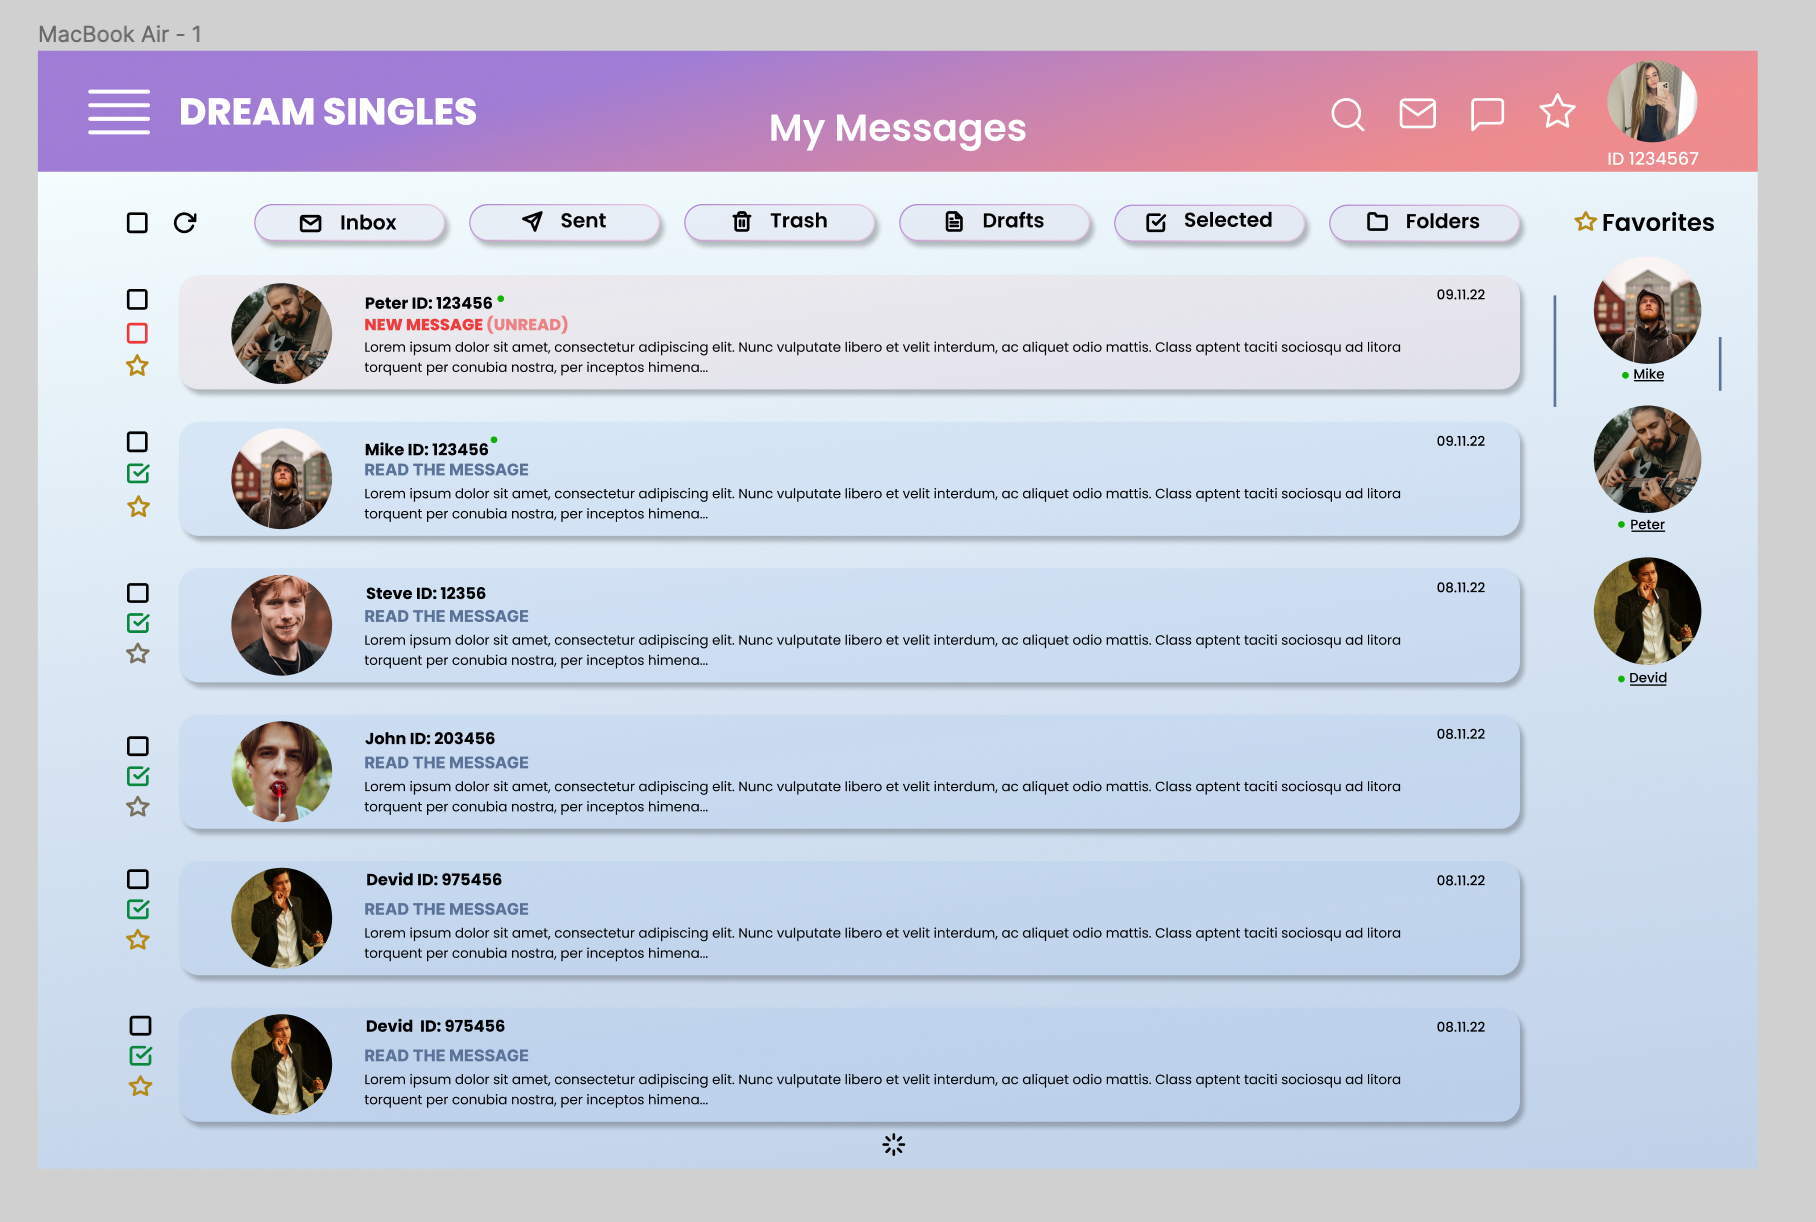 MacBook Air - 1
DREAM SINGLES
My Messages
ID 1234567
Inbox
Sent
Trash
Drafts
Selected
Folders
Favorites
Peter ID: 123456
09.11.22
NEW MESSAGE (UNREAD)
Lorem ipsum dolor sit amet, consectetur adipiscing elit. Nunc vulputate libero et velit interdum, ac aliquet odio mattis. Class aptent taciti sociosqu ad litora
torquent per conubia nostra, per inceptos himena...
Mike ID: 123456
09.11.22
READ THE MESSAGE
Lorem ipsum dolor sit amet, consectetur adipiscing elit. Nunc vulputate libero et velit interdum, ac aliquet odio mattis. Class aptent taciti sociosqu ad litora
torquent per conubia nostra, per inceptos himena...
Steve ID: 12356
08.11.22
READ THE MESSAGE
Lorem ipsum dolor sit amet, consectetur adipiscing elit. Nunc vulputate libero et velit interdum, ac aliquet odio mattis. Class aptent taciti sociosqu ad litora
torquent per conubia nostra, per inceptos himena...
John ID: 203456
08.11.22
READ THE MESSAGE
Lorem ipsum dolor sit amet, consectetur adipiscing elit. Nunc vulputate libero et velit interdum, ac aliquet odio mattis. Class aptent taciti sociosqu ad litora
torquent per conubia nostra, per inceptos himena...
Devid ID: 975456
08.11.22
READ THE MESSAGE
Lorem ipsum dolor sit amet, consectetur adipiscing elit. Nunc vulputate libero et velit interdum, ac aliquet odio mattis. Class aptent taciti sociosqu ad litora
torquent per conubia nostra, per inceptos himena...
Devid  ID: 975456
08.11.22
READ THE MESSAGE
Lorem ipsum dolor sit amet, consectetur adipiscing elit. Nunc vulputate libero et velit interdum, ac aliquet odio mattis. Class aptent taciti sociosqu ad litora
torquent per conubia nostra, per inceptos himena...
Mike
Peter
Devid